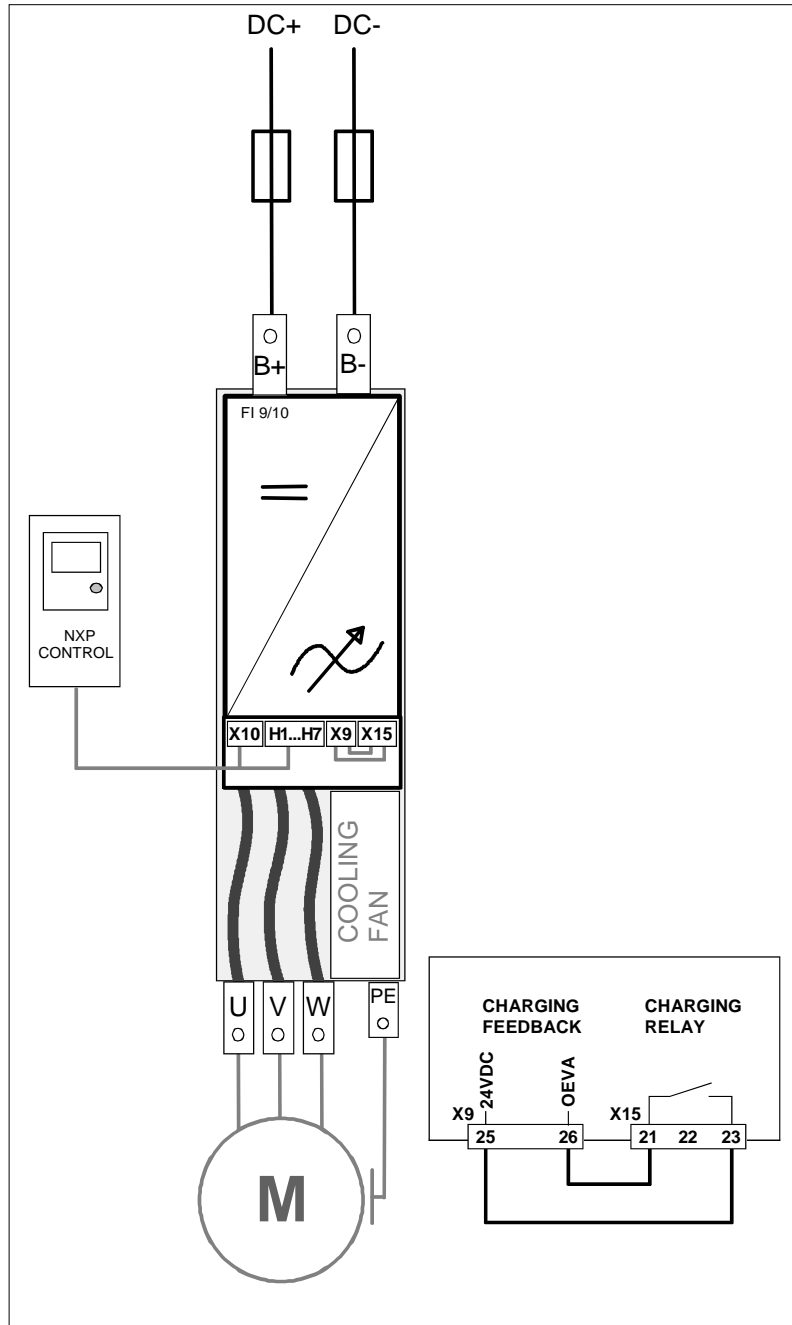 DC+ DC-
B+ B-
FI 9/10
NXP
CONTROL
X10 H1...H7 X9 X15
COOLING
FAN
U V W PE
M
CHARGING
FEEDBACK
CHARGING
RELAY
24VDC
OEVA
X9 X15
25 26 21 22 23